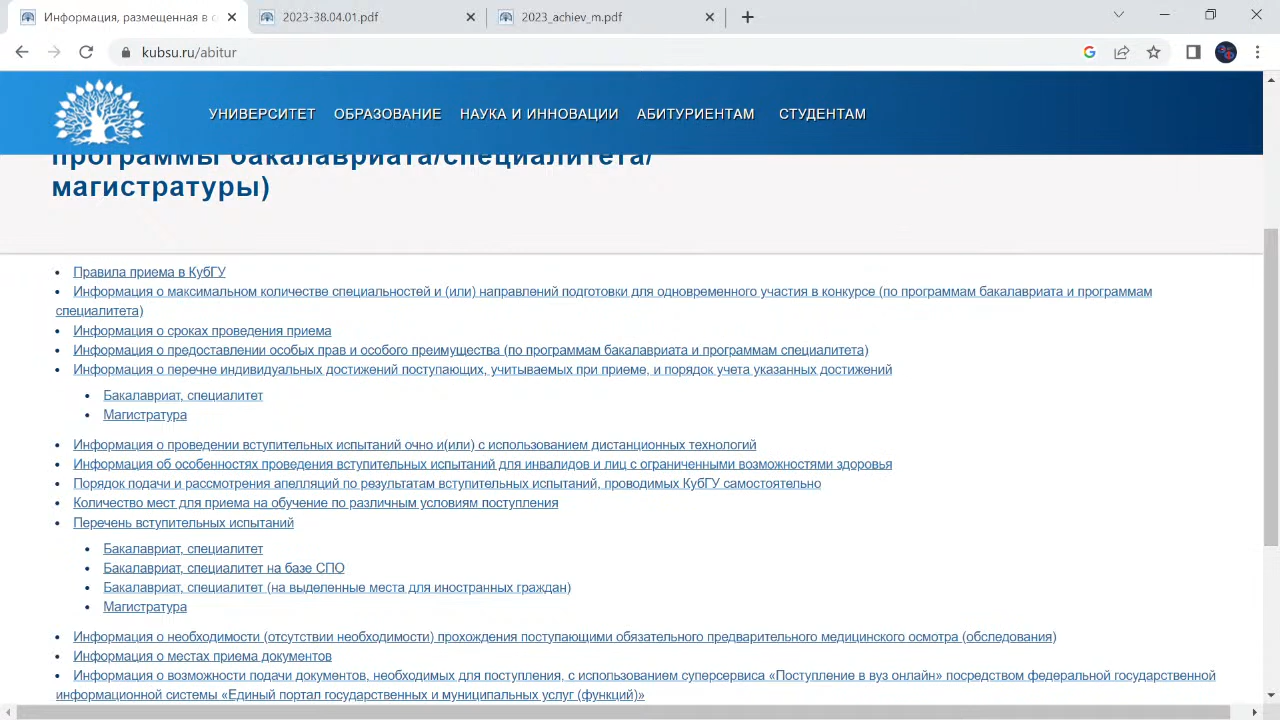 Информация, размещенная в о
2023-38.04.01.pdf
2023_achiev_m.pdf
kubsu.ru/abitur
УНИВЕРСИТЕТ ОБРАЗОВАНИЕ НАУКА И ИННОВАЦИИ АБИТУРИЕНТАМ СТУДЕНТАМ
программы бакалавриата/специалитета/
магистратуры)
Правила приема в КубГУ
Информация о максимальном количестве специальностей и (или) направлений подготовки для одновременного участия в конкурсе (по программам бакалавриата и программам
специалитета)
Информация о сроках проведения приема
Информация о предоставлении особых прав и особого преимущества (по программам бакалавриата и программам специалитета)
Информация о перечне индивидуальных достижений поступающих, учитываемых при приеме, и порядок учета указанных достижений
Бакалавриат, специалитет
Магистратура
Информация о проведении вступительных испытаний очно и(или) с использованием дистанционных технологий
Информация об особенностях проведения вступительных испытаний для инвалидов и лиц с ограниченными возможностями здоровья
Порядок подачи и рассмотрения апелляций по результатам вступительных испытаний, проводимых КубГУ самостоятельно
Количество мест для приема на обучение по различным условиям поступления
Перечень вступительных испытаний
Бакалавриат, специалитет
Бакалавриат, специалитет на базе СПО
Бакалавриат, специалитет (на выделенные места для иностранных граждан)
Магистратура
Информация о необходимости (отсутствии необходимости) прохождения поступающими обязательного предварительного медицинского осмотра (обследования)
Информация о местах приема документов
Информация о возможности подачи документов, необходимых для поступления, с использованием суперсервиса «Поступление в вуз онлайн» посредством федеральной государственной
информационной системы «Единый портал государственных и муниципальных услуг (функций)»